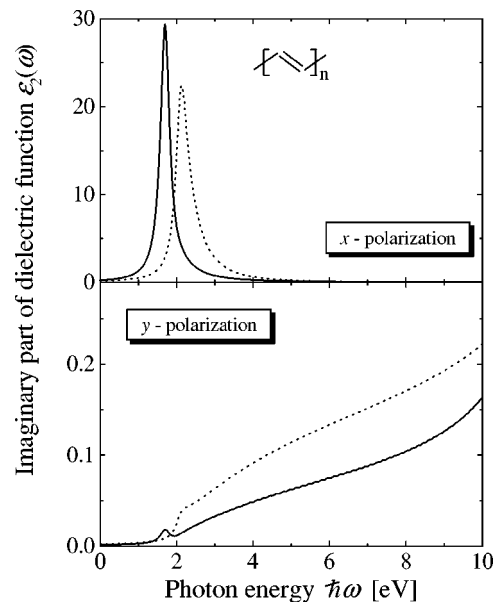 Imaginary part of dielectric function ε₂(ω)
30
20
10
0
n
x - polarization
y - polarization
0.2
0.1
0.0
0 2 4 6 8 10
Photon energy ℏω [eV]